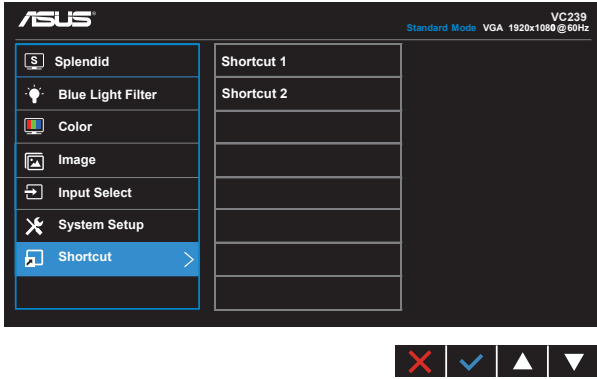 ASUS
VC239
Standard Mode VGA 1920x1080@60Hz
S Splendid
Blue Light Filter
Color
Image
Input Select
System Setup
Shortcut
Shortcut 1
Shortcut 2